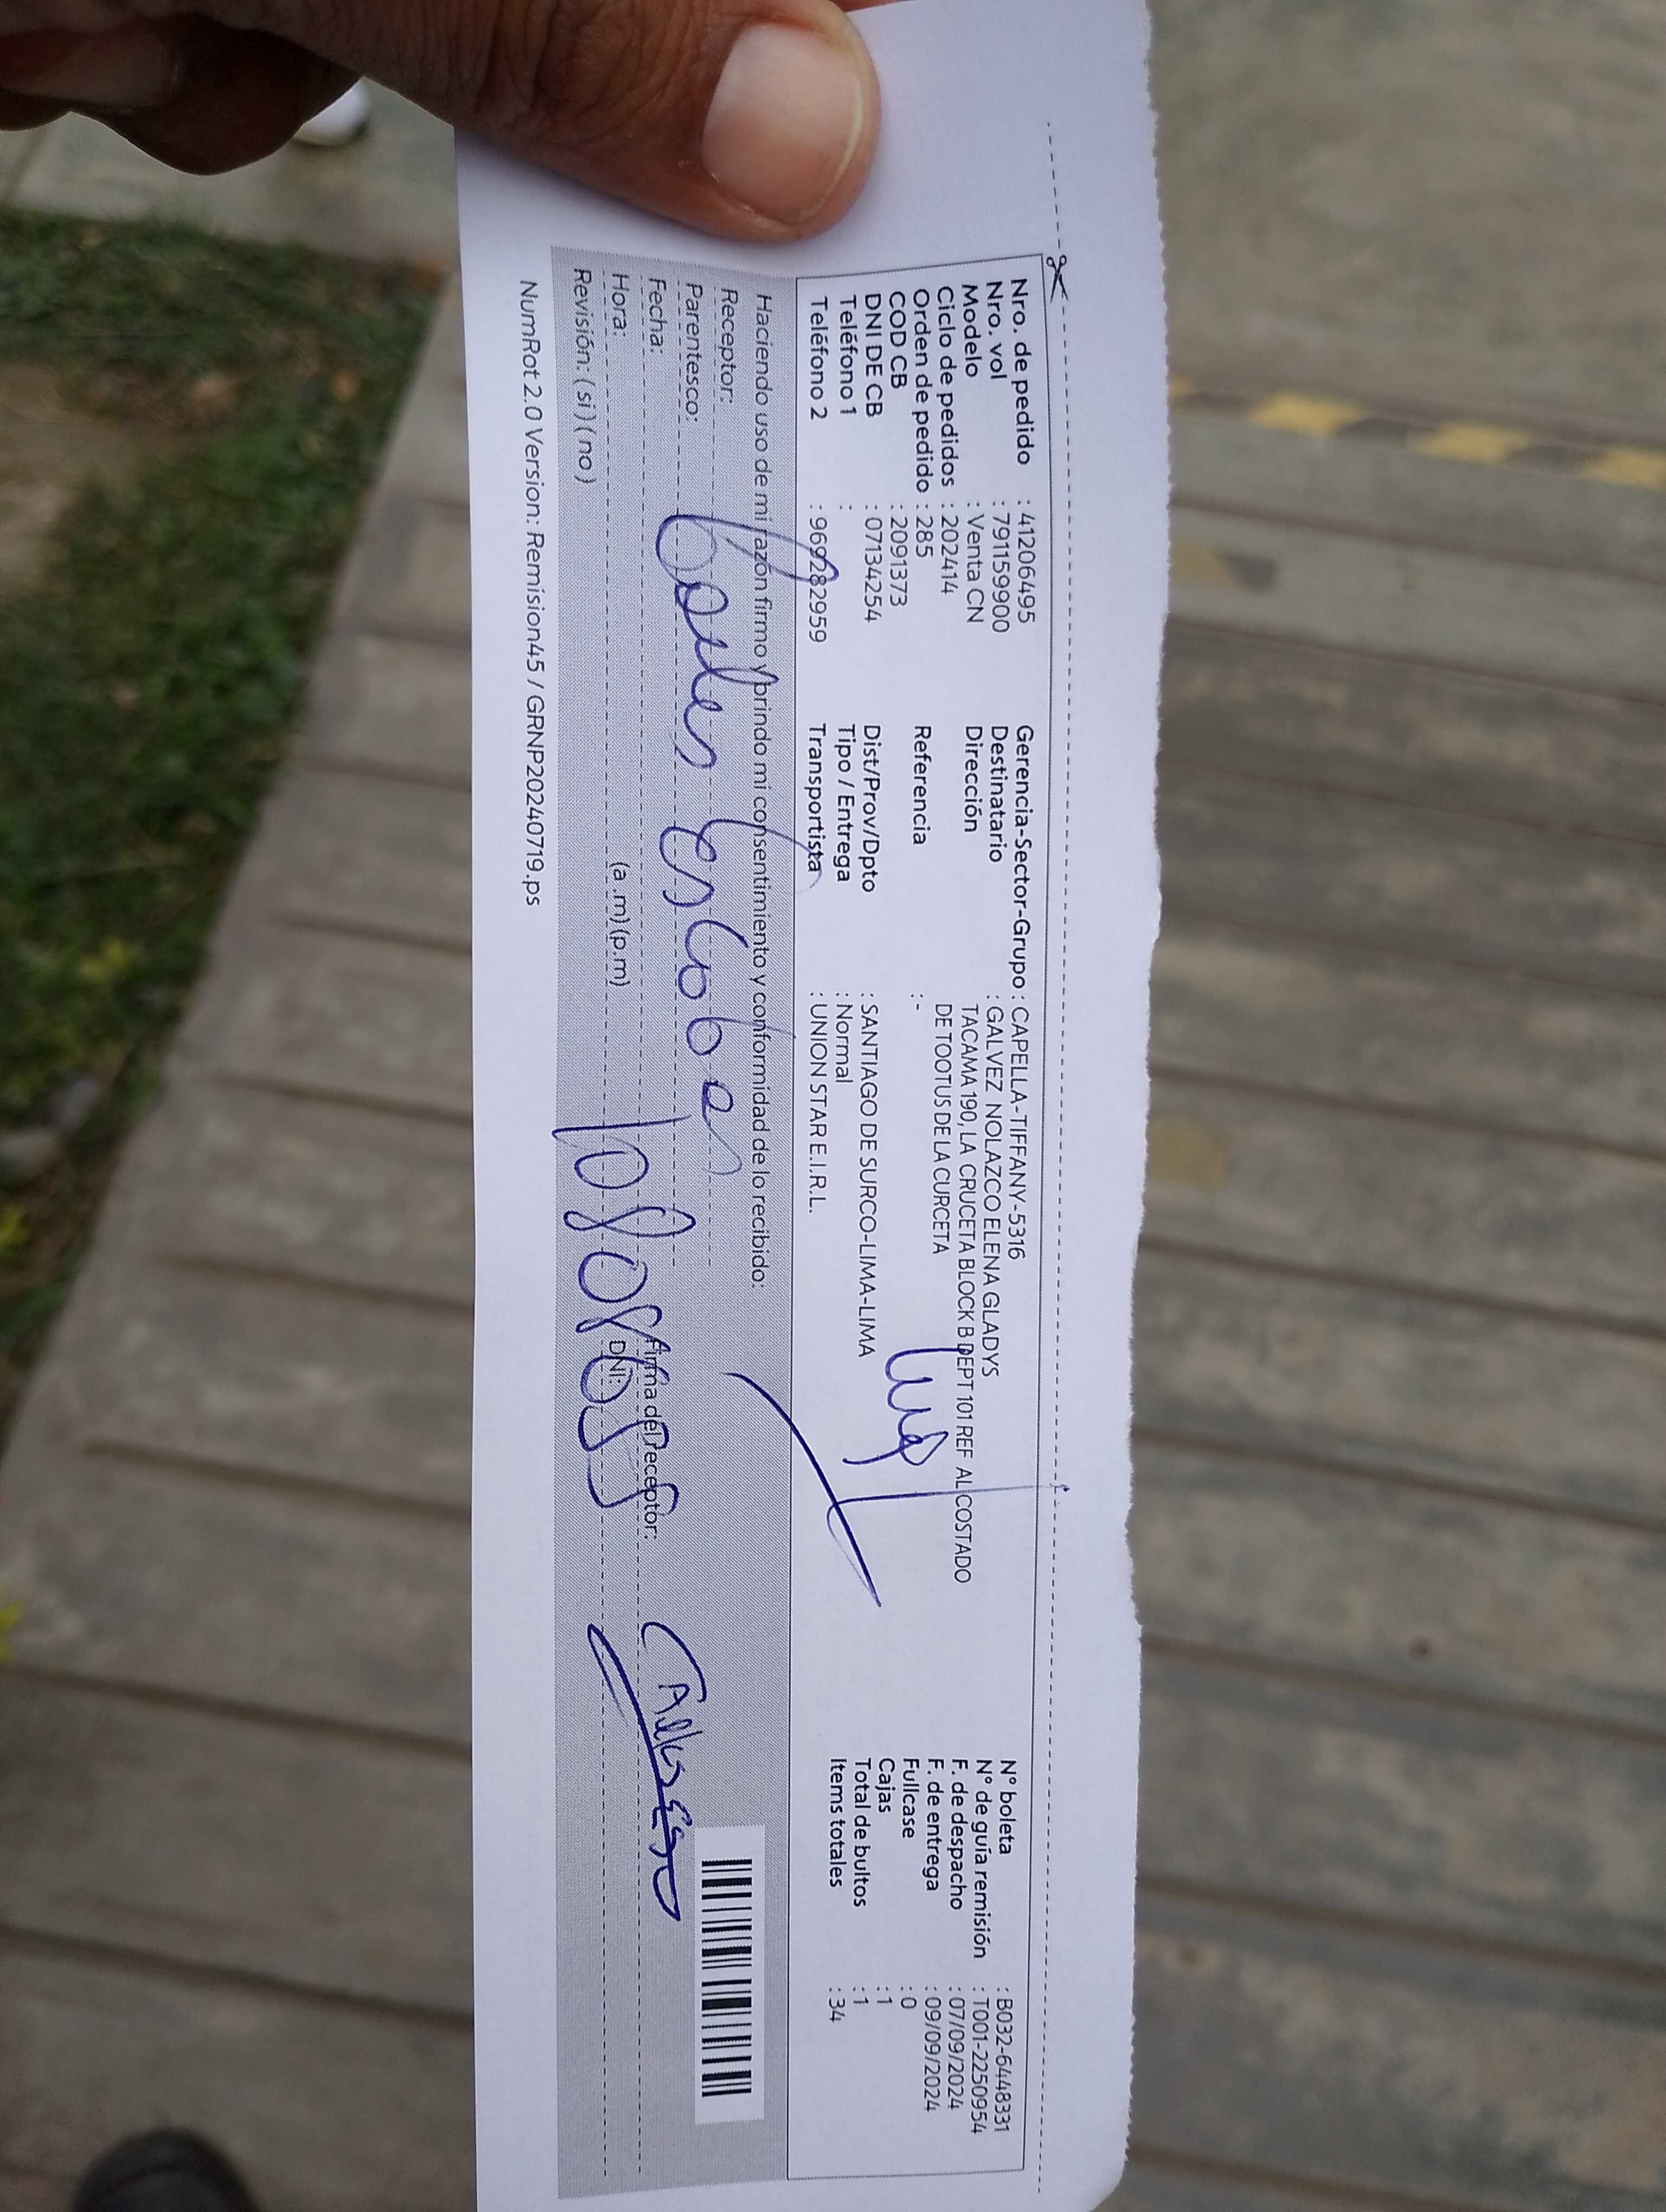 Nro. de pedido : 41206495
Nro. vol : 791159900
Modelo : Venta CN
Ciclo de pedidos : 202414
Orden de pedido : 285
COD CB : 2091373
DNI DE CB : 07134254
Teléfono 1 :
Teléfono 2 : 969282959
Gerencia-Sector-Grupo : CAPELLA-TIFFANY-5316
Destinatario : GALVEZ NOLAZCO ELENA GLADYS
Dirección TACAMA 190, LA CRUCETA BLOCK B DEPT 101 REF AL COSTADO
DE TOOTUS DE LA CURCETA
Referencia : -
Dist/Prov/Dpto : SANTIAGO DE SURCO-LIMA-LIMA
Tipo / Entrega : Normal
Transportista : UNION STAR E.I.R.L.
N° boleta : B032-6448331
N° de guía remisión : T001-2250954
F. de despacho : 07/09/2024
F. de entrega : 09/09/2024
Fullcase : 0
Cajas : 1
Total de bultos : 1
Items totales : 34
Haciendo uso de mi razón firmo y brindo mi consentimiento y conformidad de lo recibido:
Receptor:
Parentesco:
Fecha:
Hora: (a.m) (p.m)
Revisión: (si) (no)
Firma del receptor:
DNI:
NumRot 2.0 Version: Remision45 / GRNP20240719.ps